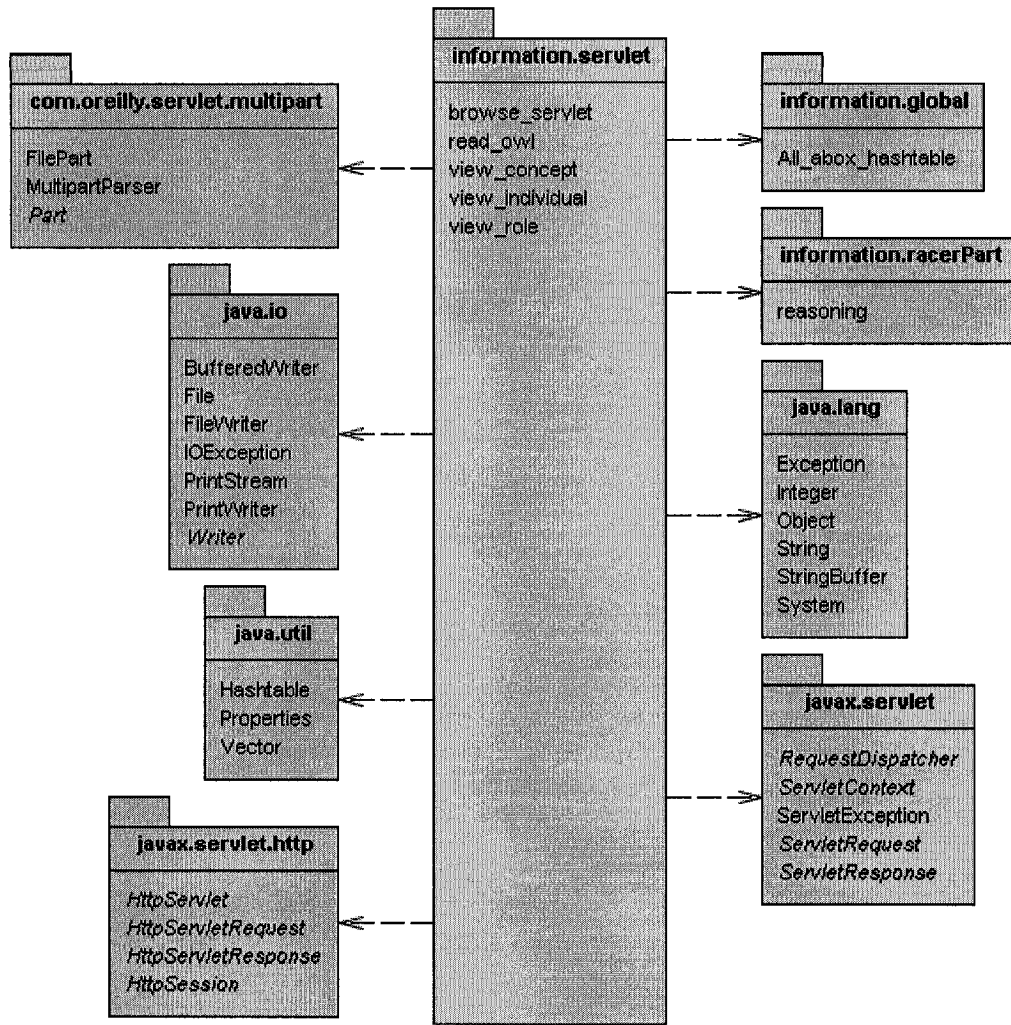 information.servlet
browse_servlet
read_owl
view_concept
view_individual
view_role
com.oreilly.servlet.multipart
FilePart
MultipartParser
Part
java.io
BufferedWriter
File
FileWriter
IOException
PrintStream
PrintWriter
Writer
java.util
Hashtable
Properties
Vector
javax.servlet.http
HttpServlet
HttpServletRequest
HttpServletResponse
HttpSession
information.global
All_abox_hashtable
information.racerPart
reasoning
java.lang
Exception
Integer
Object
String
StringBuffer
System
javax.servlet
RequestDispatcher
ServletContext
ServletException
ServletRequest
ServletResponse